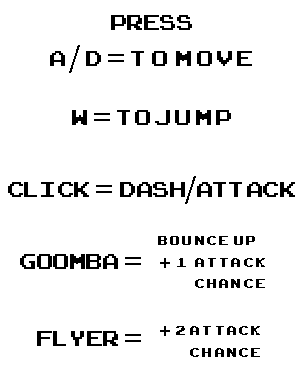 PRESS
A/D=TO MOVE
W=TO JUMP
CLICK=DASH/ATTACK
GOOMBA=
BOUNCE UP
+1 ATTACK
CHANCE
FLYER=
+2 ATTACK
CHANCE